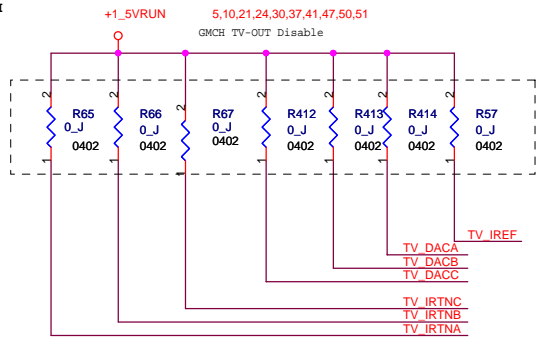 +1_5VRUN 5,10,21,24,30,37,41,47,50,51
GMCH TV-OUT Disable
2 2 2 2 2 2 2
R65 R66 R67 R412 R413 R414 R57
0_J 0_J 0_J 0_J 0_J 0_J 0_J
0402 0402 0402 0402 0402 0402 0402
1 1 1 1 1 1 1
TV_IREF
TV_DACA
TV_DACB
TV_DACC
TV_IRTNC
TV_IRTNB
TV_IRTNA